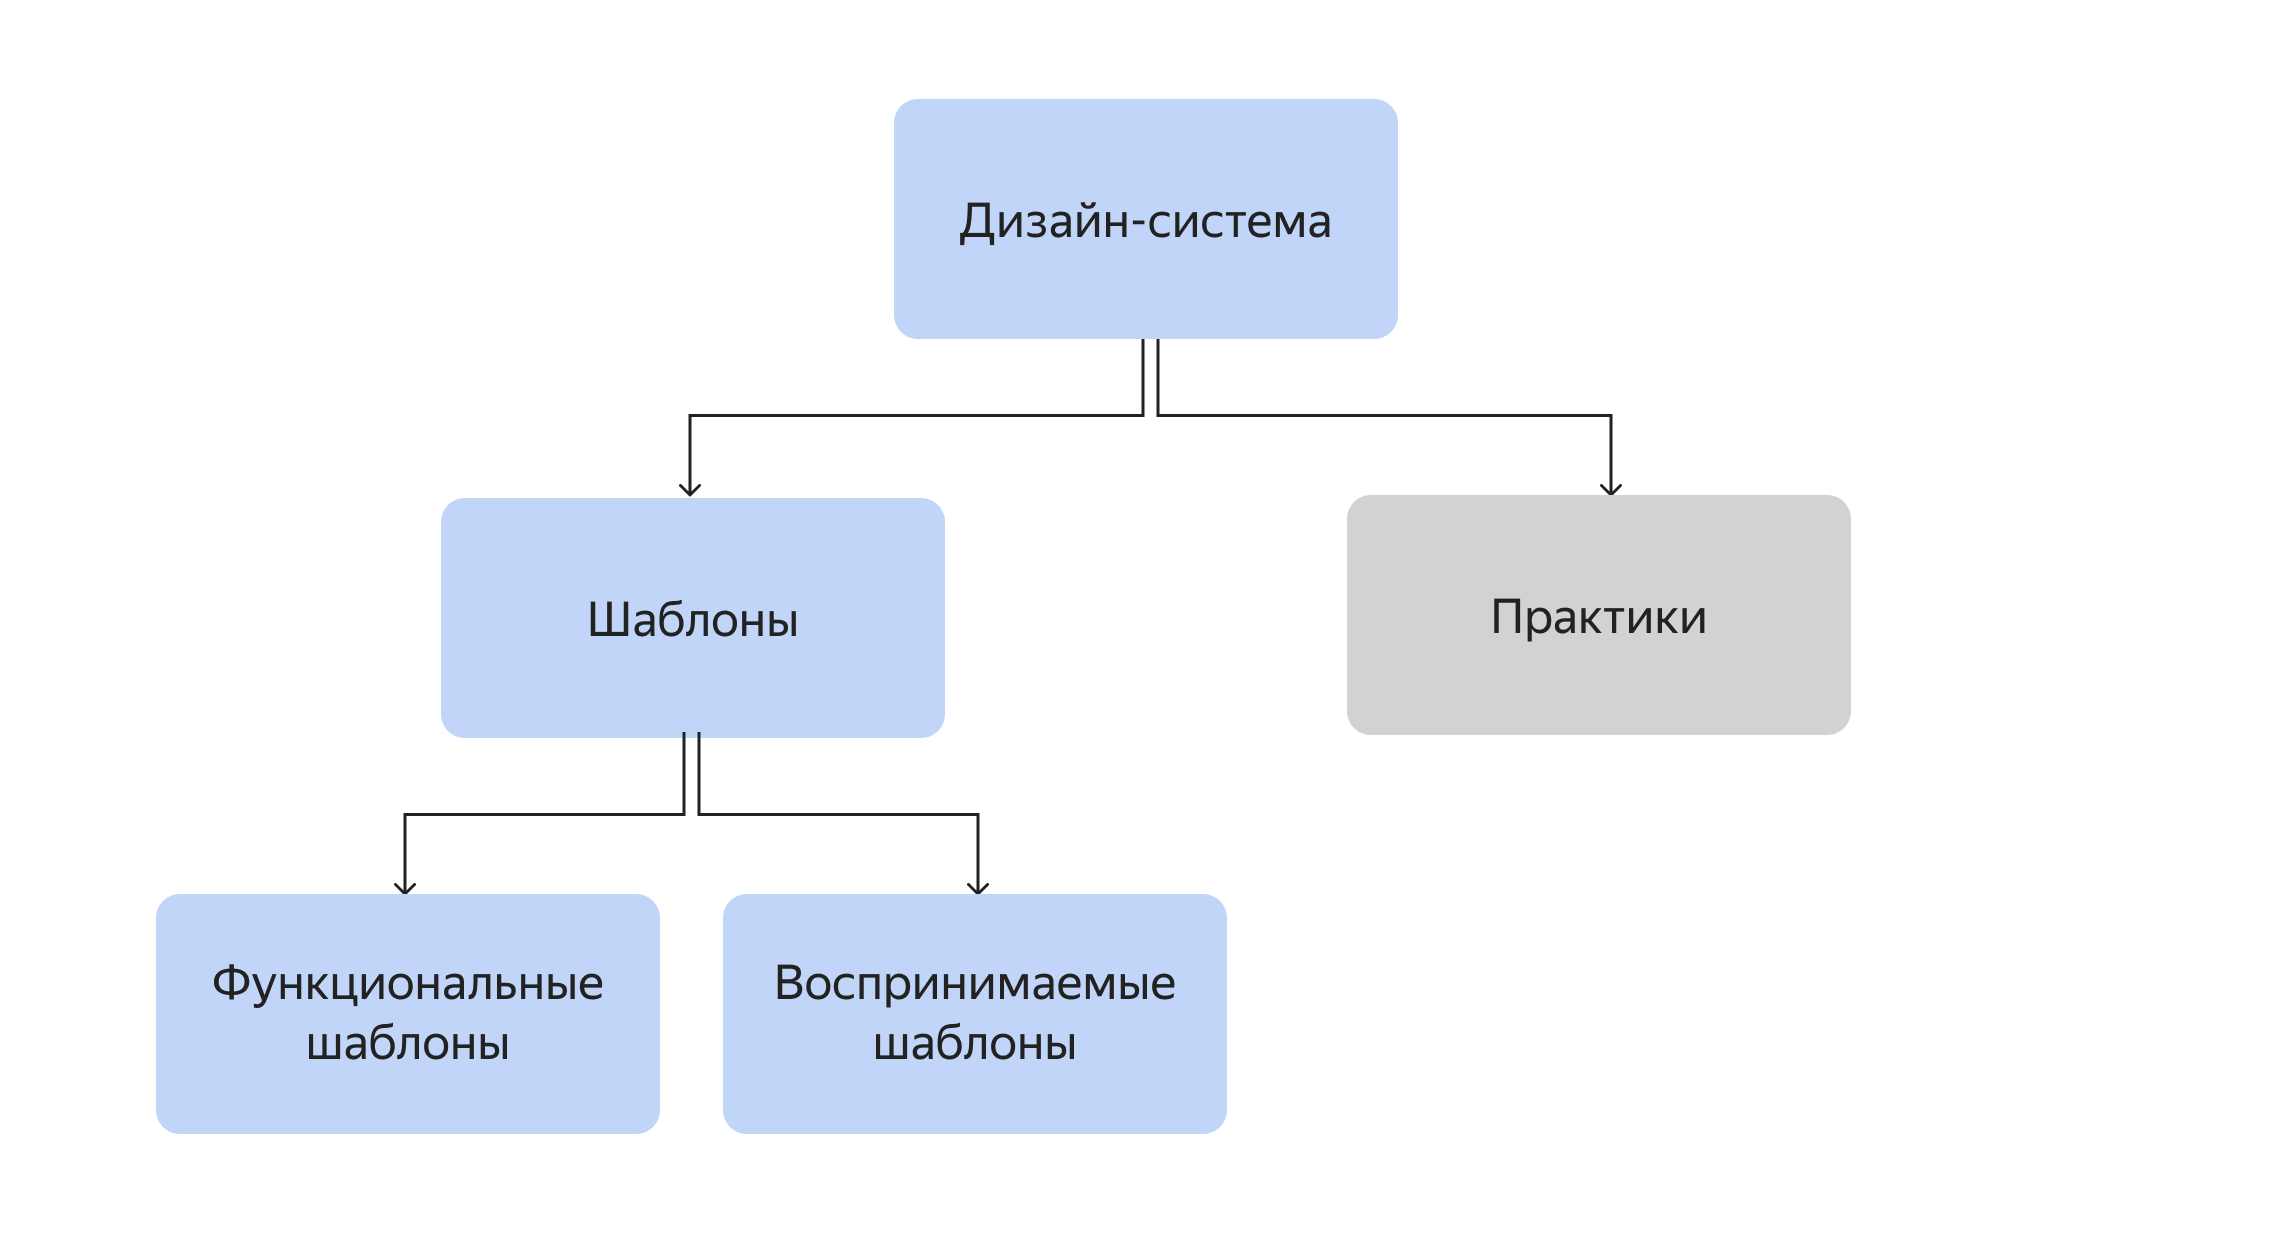 Дизайн-система
Шаблоны
Практики
Функциональные
шаблоны
Воспринимаемые
шаблоны